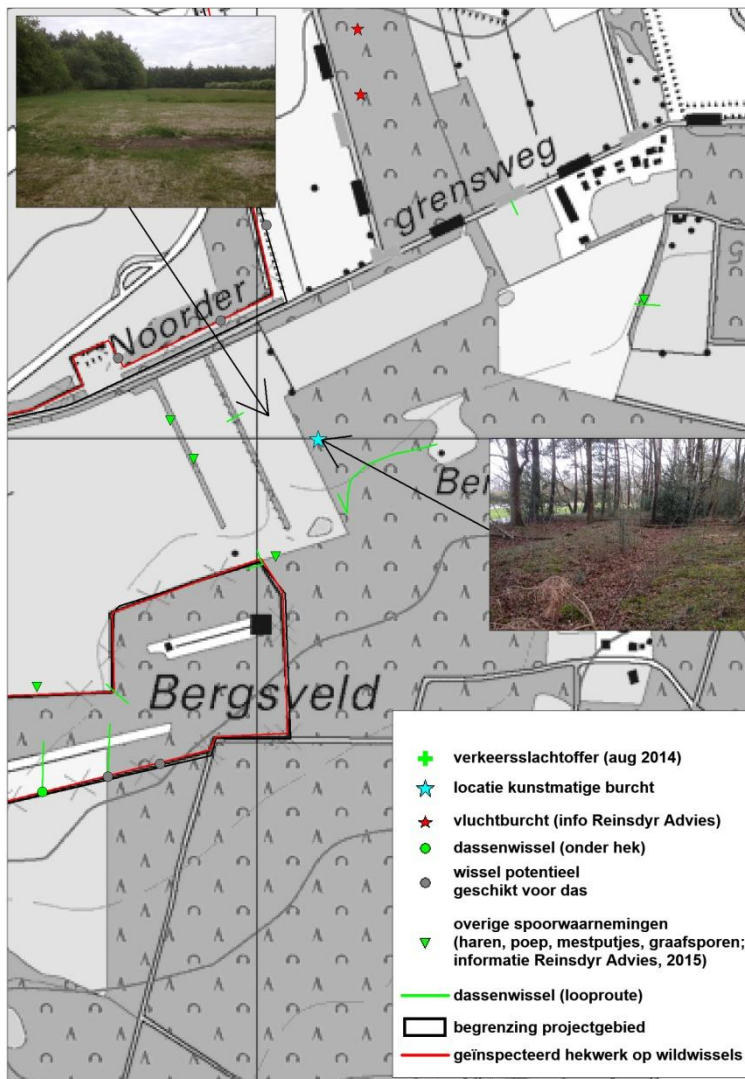 grensweg
Noorder
Ber
Bergsveld
5
verkeersslachtoffer (aug 2014)
locatie kunstmatige burcht
vluchtburcht (info Reinsdyr Advies)
dassenwissel (onder hek)
wissel potentieel
geschikt voor das
overige spoorwaarnemingen
(haren, poep, mestputjes, graafsporen;
informatie Reinsdyr Advies, 2015)
dassenwissel (looproute)
begrenzing projectgebied
geïnspecteerd hekwerk op wildwissels